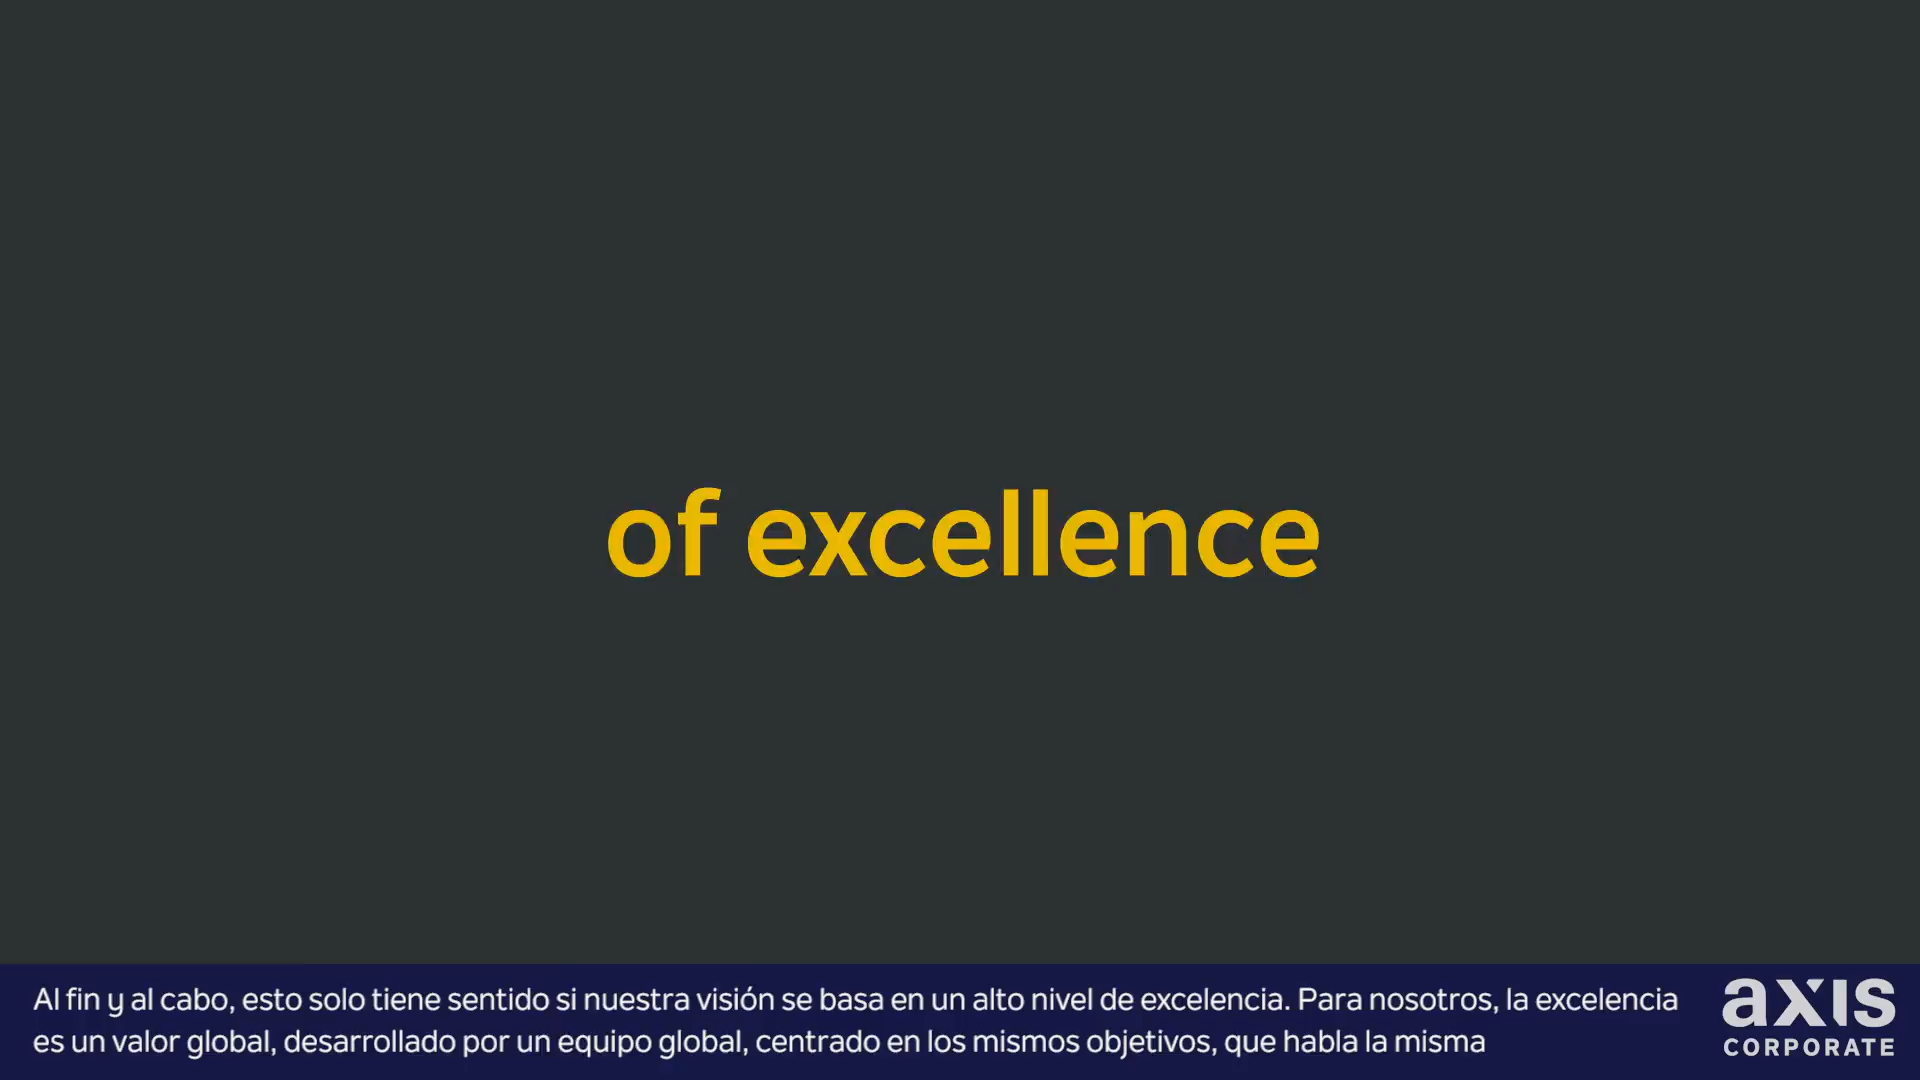 of excellence
Al fin y al cabo, esto solo tiene sentido si nuestra visión se basa en un alto nivel de excelencia. Para nosotros, la excelencia
es un valor global, desarrollado por un equipo global, centrado en los mismos objetivos, que habla la misma
axis
CORPORATE